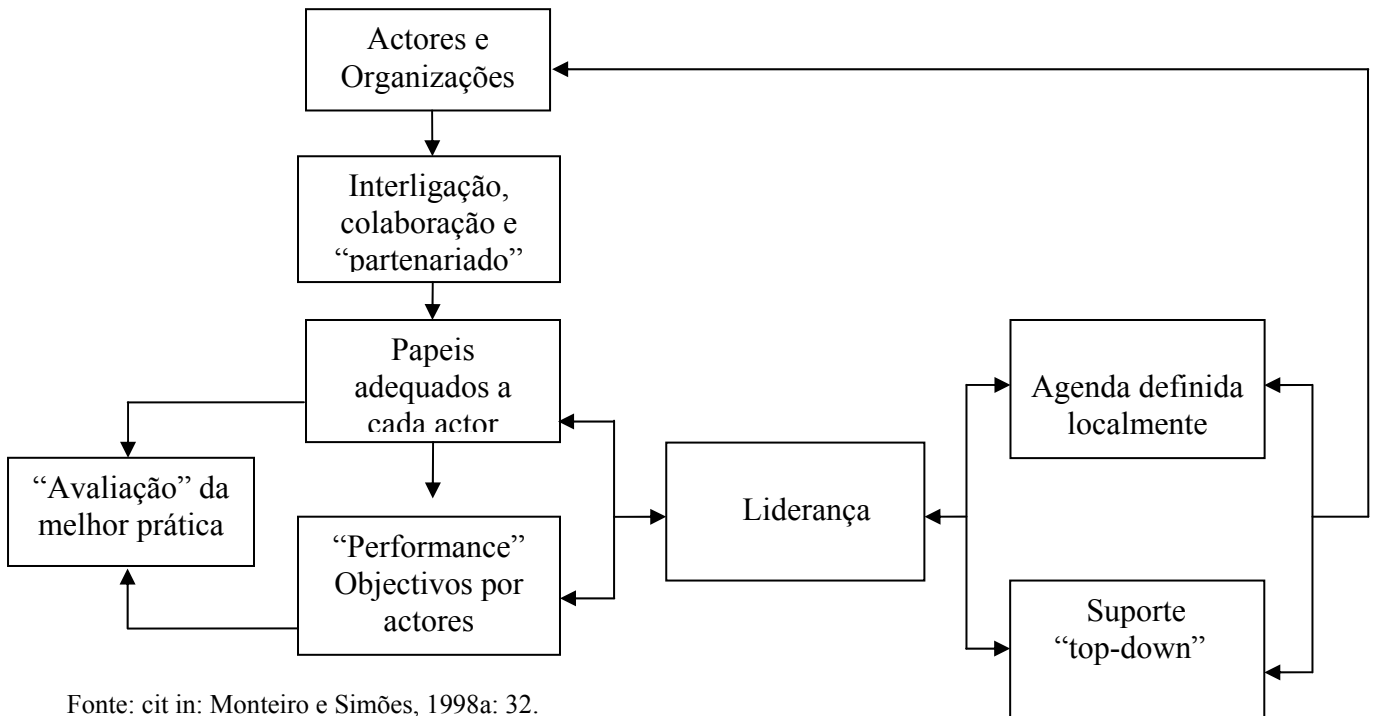 Actores e
Organizações
Interligação,
colaboração e
“partenariado”
Papeis
adequados a
cada actor
“Avaliação” da
melhor prática
“Performance”
Objectivos por
actores
Liderança
Agenda definida
localmente
Suporte
“top-down”
Fonte: cit in: Monteiro e Simões, 1998a: 32.